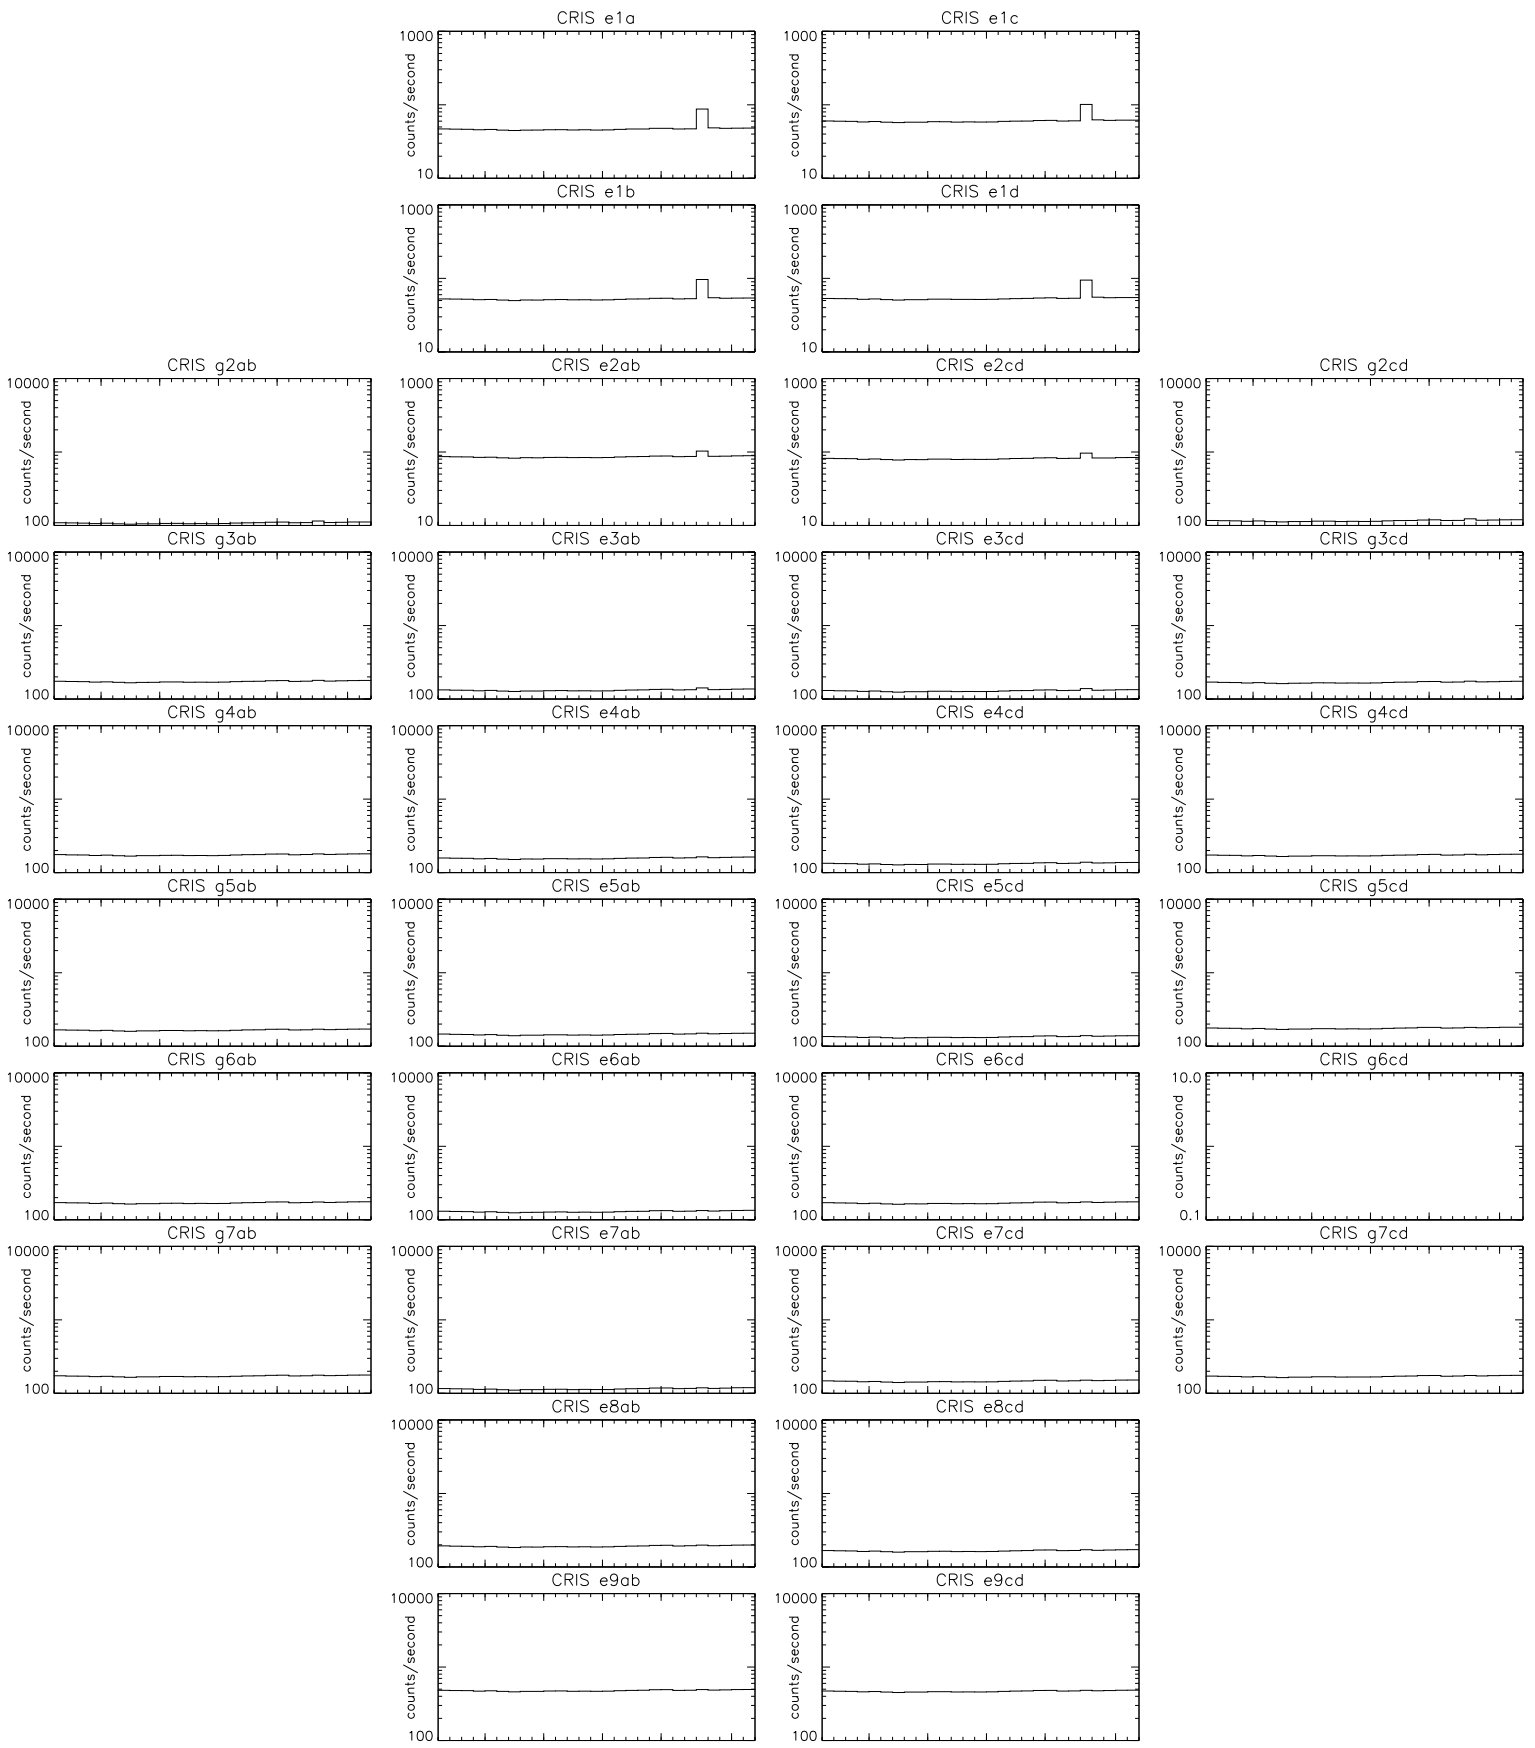 CRIS e1a
CRIS e1c
1000
counts/second
10
1000
counts/second
10
CRIS e1b
CRIS e1d
1000
counts/second
10
1000
counts/second
10
CRIS g2ab
CRIS e2ab
CRIS e2cd
CRIS g2cd
10000
counts/second
100
1000
counts/second
10
1000
counts/second
10
10000
counts/second
100
CRIS g3ab
CRIS e3ab
CRIS e3cd
CRIS g3cd
10000
counts/second
100
10000
counts/second
100
10000
counts/second
100
10000
counts/second
100
CRIS g4ab
CRIS e4ab
CRIS e4cd
CRIS g4cd
10000
counts/second
100
10000
counts/second
100
10000
counts/second
100
10000
counts/second
100
CRIS g5ab
CRIS e5ab
CRIS e5cd
CRIS g5cd
10000
counts/second
100
10000
counts/second
100
10000
counts/second
100
10000
counts/second
100
CRIS g6ab
CRIS e6ab
CRIS e6cd
CRIS g6cd
10000
counts/second
100
10000
counts/second
100
10000
counts/second
100
10.0
counts/second
0.1
CRIS g7ab
CRIS e7ab
CRIS e7cd
CRIS g7cd
10000
counts/second
100
10000
counts/second
100
10000
counts/second
100
10000
counts/second
100
CRIS e8ab
CRIS e8cd
10000
counts/second
100
10000
counts/second
100
CRIS e9ab
CRIS e9cd
10000
counts/second
100
10000
counts/second
100